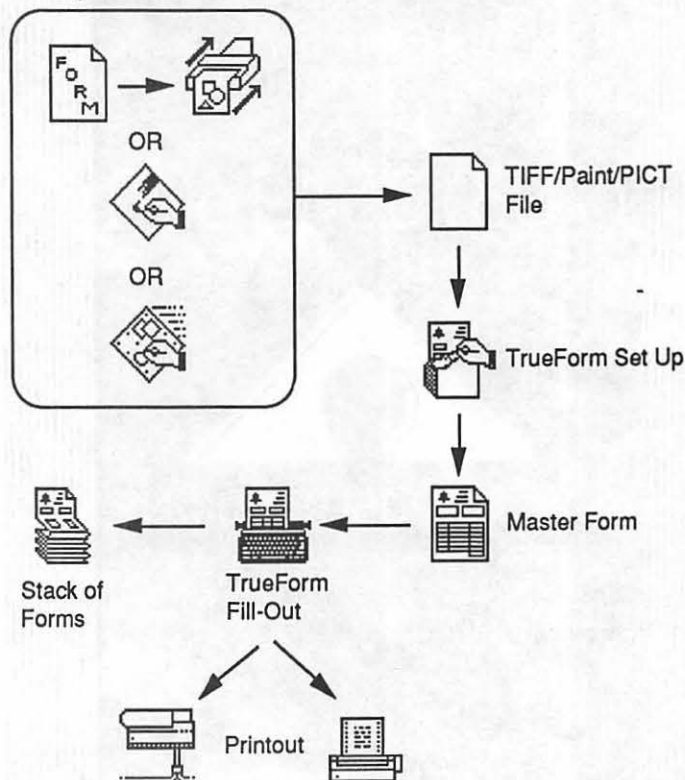 FORM
OR
OR
TIFF/Paint/PICT
File
TrueForm Set Up
Master Form
TrueForm
Fill-Out
Stack of
Forms
Printout